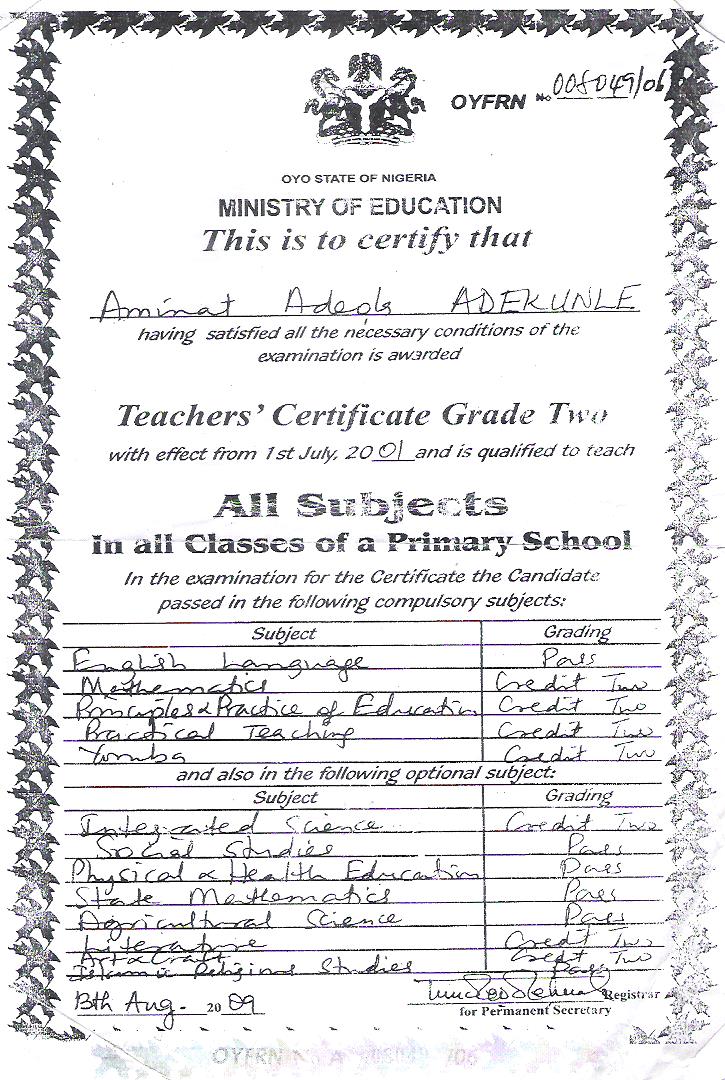 OYFRN No 008049/06
OYO STATE OF NIGERIA
MINISTRY OF EDUCATION
This is to certify that
Aminat Adeola ADEKUNLE
having satisfied all the necessary conditions of the
examination is awarded
Teachers' Certificate Grade Two
with effect from 1st July, 2001 and is qualified to teach
All Subjects
in all Classes of a Primary School
In the examination for the Certificate the Candidate
passed in the following compulsory subjects:
Subject Grading
English Language Pass
Mathematics Credit Two
Principles & Practice of Education Credit Two
Practical Teaching Credit Two
Yoruba Credit Two
and also in the following optional subject:
Subject Grading
Integrated Science Credit Two
Social Studies Pass
Physical & Health Education Pass
State Mathematics Pass
Agricultural Science Pass
Literature Credit Two
Art & Craft Credit Two
Islamic Religious Studies Pass
13th Aug. 2009 Registrar
for Permanent Secretary
OYFRN